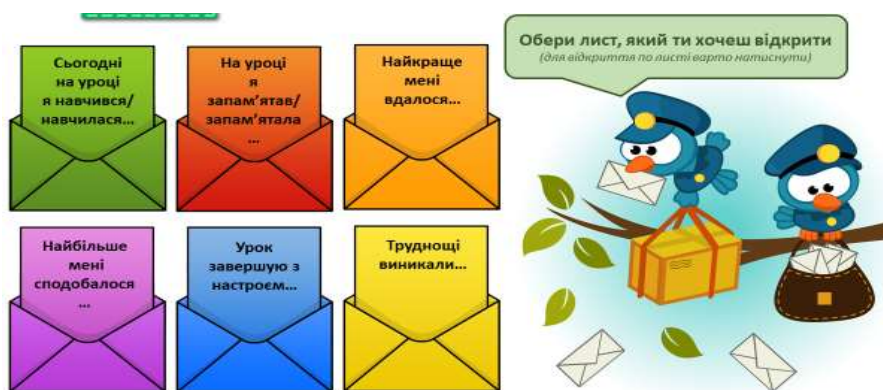 Сьогодні
на уроці
я навчився/
навчилася...
На уроці
я
запам'ятав/
запам'ятала
...
Найкраще
мені
вдалося...
Обери лист, який ти хочеш відкрити
(для відкриття по листі варто натиснути)
Найбільше
мені
сподобалося
...
Урок
завершую з
настроєм...
Труднощі
виникали...